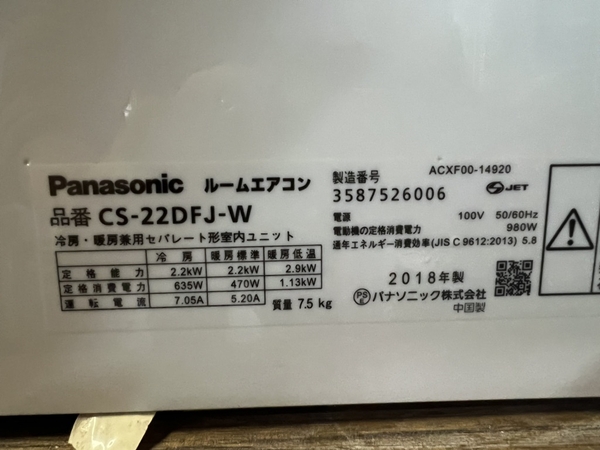 Panasonic ルームエアコン
品番 CS-22DFJ-W
冷房・暖房兼用セパレート形室内ユニット
冷房 暖房標準 暖房低温
定格能力 2.2kW 2.2kW 2.9kW
定格消費電力 635W 470W 1.13kW
運転電流 7.05A 5.20A
質量 7.5 kg
ACXF00-14920
製造番号
3587526006
JET
電源 100V 50/60Hz
電動機の定格消費電力 980W
通年エネルギー消費効率(JIS C 9612:2013) 5.8
2018年製
PS E パナソニック株式会社
中国製